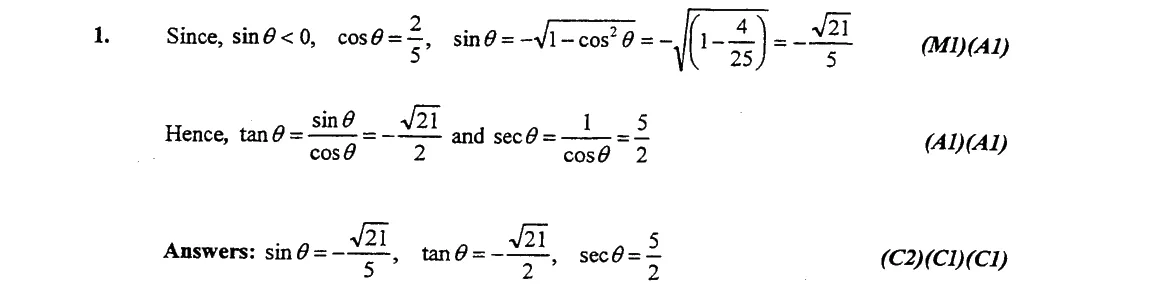 1. Since, sin θ < 0, cos θ = 2/5, sin θ = −√(1 − cos² θ) = −√((1 − 4/25)) = −√21/5 (M1)(A1)
Hence, tan θ = sin θ/cos θ = −√21/2 and sec θ = 1/cos θ = 5/2 (A1)(A1)
Answers: sin θ = −√21/5, tan θ = −√21/2, sec θ = 5/2 (C2)(C1)(C1)